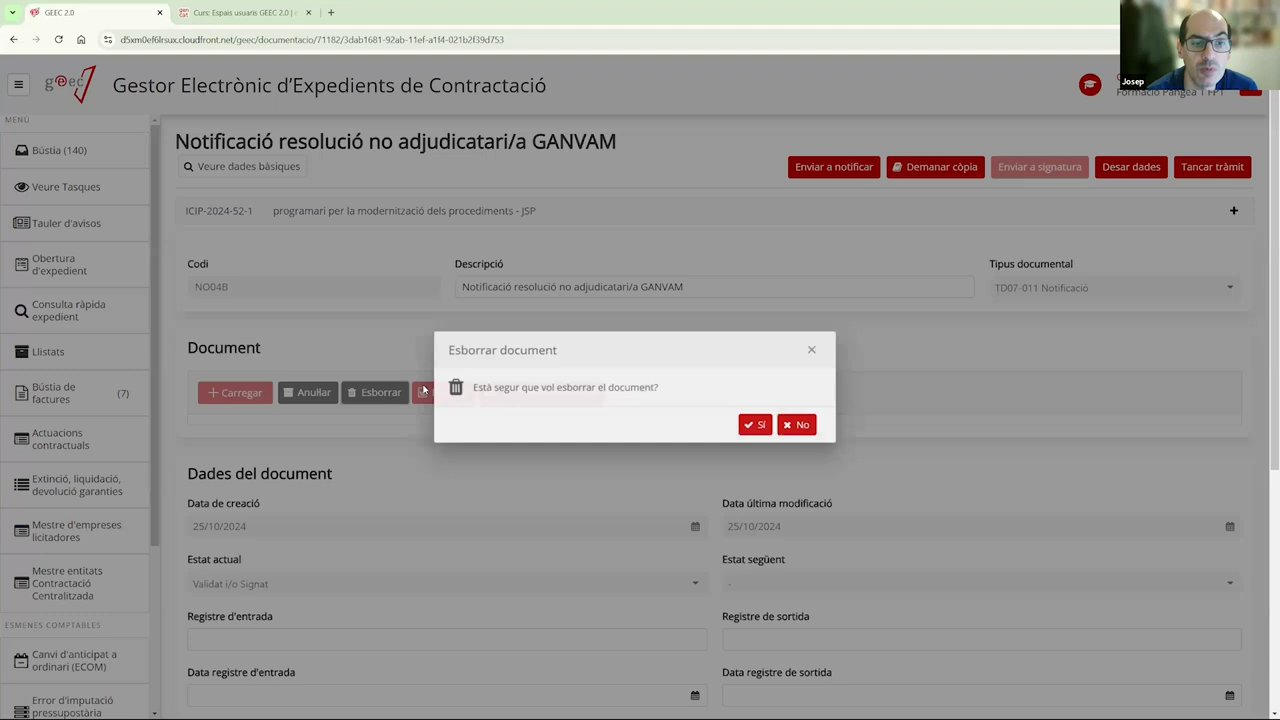 GEEC 2.0
Curs: Espais usuaris GEEC 2.0 | c
d5xm0ef6lrsux.cloudfront.net/geec/documentacio/71182/3dab1681-92ab-11ef-a1f4-021b2f39d753
Josep
geec
Gestor Electrònic d'Expedients de Contractació
Formació Pangea 1 FP1
MENÚ
Bústia (140)
Veure Tasques
Tauler d'avisos
Obertura
d'expedient
Consulta ràpida
expedient
Llistats
Bústia de
factures
(7)
Actuacions
contractuals
Extinció, liquidació,
devolució garanties
Mestre d'empreses
licitadores
Mestre entitats
Contractació
Centralitzada
ESMENES COMPTABLES
Canvi d'anticipat a
ordinari (ECOM)
Error d'imputació
pressupostària
Notificació resolució no adjudicatari/a GANVAM
Veure dades bàsiques
Enviar a notificar
Demanar còpia
Enviar a signatura
Desar dades
Tancar tràmit
ICIP-2024-52-1 programari per la modernització dels procediments - JSP
Codi
Descripció
Tipus documental
NO04B
Notificació resolució no adjudicatari/a GANVAM
TD07-011 Notificació
Document
Carregar
Anul·lar
Esborrar
Esborrar document
Està segur que vol esborrar el document?
Sí
No
Dades del document
Data de creació
Data última modificació
25/10/2024
25/10/2024
Estat actual
Estat següent
Validat i/o Signat
-
Registre d'entrada
Registre de sortida
Data registre d'entrada
Data registre de sortida